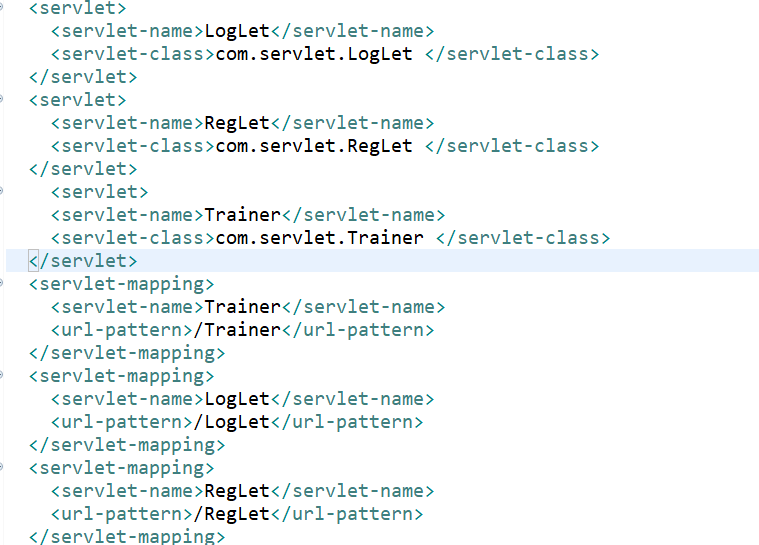 <servlet>
<servlet-name>LogLet</servlet-name>
<servlet-class>com.servlet.LogLet </servlet-class>
</servlet>
<servlet>
<servlet-name>RegLet</servlet-name>
<servlet-class>com.servlet.RegLet </servlet-class>
</servlet>
<servlet>
<servlet-name>Trainer</servlet-name>
<servlet-class>com.servlet.Trainer </servlet-class>
</servlet>
<servlet-mapping>
<servlet-name>Trainer</servlet-name>
<url-pattern>/Trainer</url-pattern>
</servlet-mapping>
<servlet-mapping>
<servlet-name>LogLet</servlet-name>
<url-pattern>/LogLet</url-pattern>
</servlet-mapping>
<servlet-mapping>
<servlet-name>RegLet</servlet-name>
<url-pattern>/RegLet</url-pattern>
</servlet-mapping>